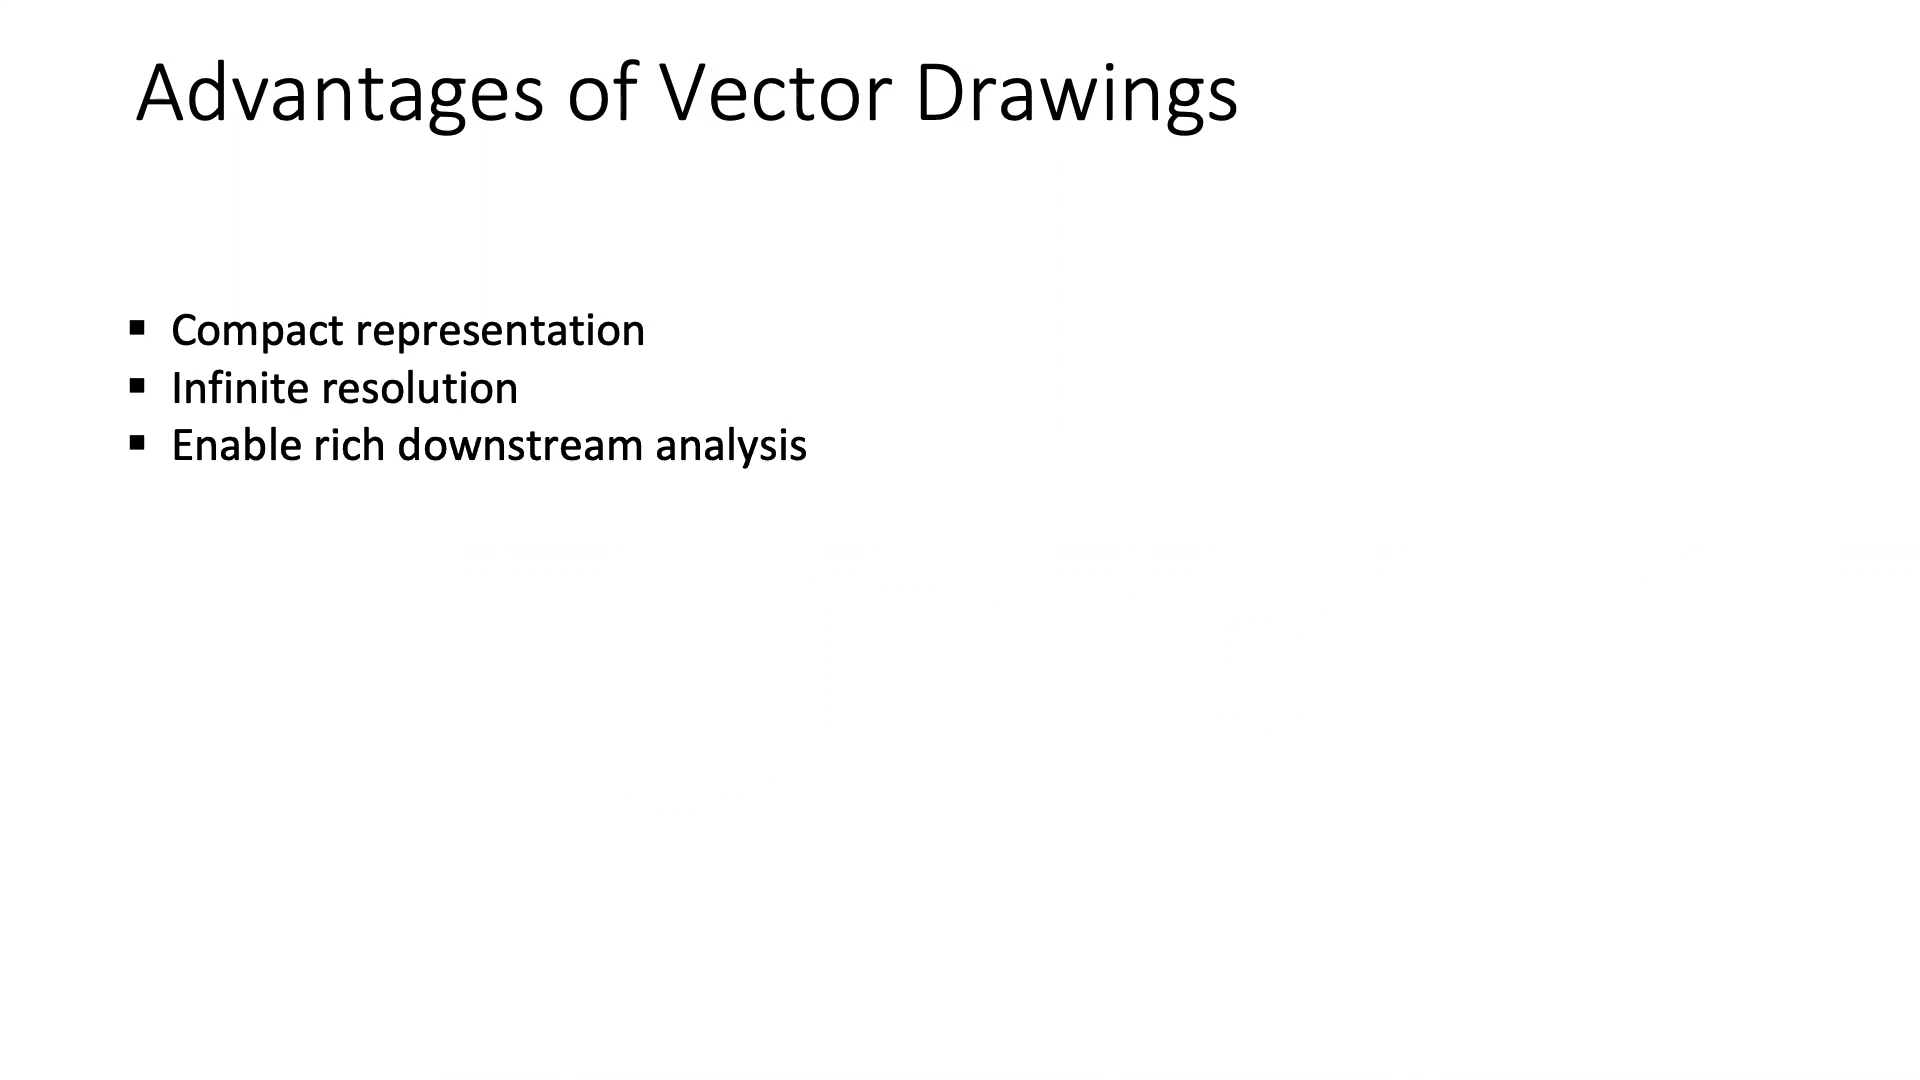 Advantages of Vector Drawings
▪ Compact representation
▪ Infinite resolution
▪ Enable rich downstream analysis